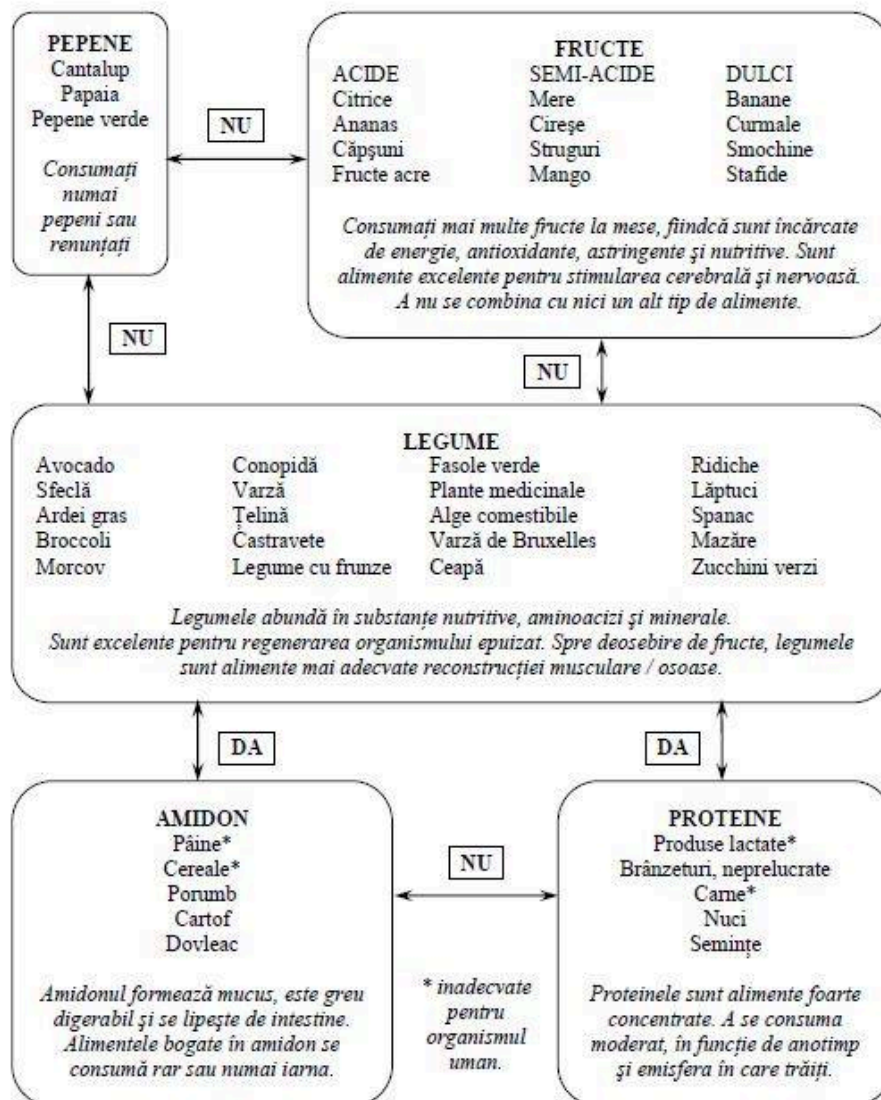 PEPENE
Cantalup
Papaia
Pepene verde
Consumați
numai
pepeni sau
renunțați
NU
FRUCTE
ACIDE SEMI-ACIDE DULCI
Citrice Mere Banane
Ananas Cireşe Curmale
Căpşuni Struguri Smochine
Fructe acre Mango Stafide
Consumați mai multe fructe la mese, fiindcă sunt încărcate
de energie, antioxidante, astringente şi nutritive. Sunt
alimente excelente pentru stimularea cerebrală şi nervoasă.
A nu se combina cu nici un alt tip de alimente.
NU
NU
LEGUME
Avocado Conopidă Fasole verde Ridiche
Sfeclă Varză Plante medicinale Lăptuci
Ardei gras Țelină Alge comestibile Spanac
Broccoli Castravete Varză de Bruxelles Mazăre
Morcov Legume cu frunze Ceapă Zucchini verzi
Legumele abundă în substanțe nutritive, aminoacizi şi minerale.
Sunt excelente pentru regenerarea organismului epuizat. Spre deosebire de fructe, legumele
sunt alimente mai adecvate reconstrucției musculare / osoase.
DA
DA
AMIDON
Pâine*
Cereale*
Porumb
Cartof
Dovleac
Amidonul formează mucus, este greu
digerabil şi se lipeşte de intestine.
Alimentele bogate în amidon se
consumă rar sau numai iarna.
NU
* inadecvate
pentru
organismul
uman.
PROTEINE
Produse lactate*
Brânzeturi, neprelucrate
Carne*
Nuci
Semințe
Proteinele sunt alimente foarte
concentrate. A se consuma
moderat, în funcție de anotimp
şi emisfera în care trăiți.